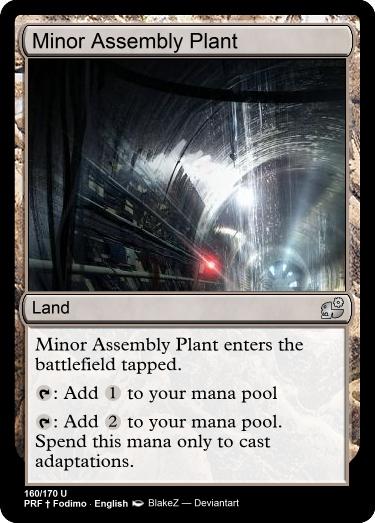 Minor Assembly Plant
Land
Minor Assembly Plant enters the
battlefield tapped.
: Add 1 to your mana pool
: Add 2 to your mana pool.
Spend this mana only to cast
adaptations.
160/170 U
PRF † Fodimo · English BlakeZ — Deviantart